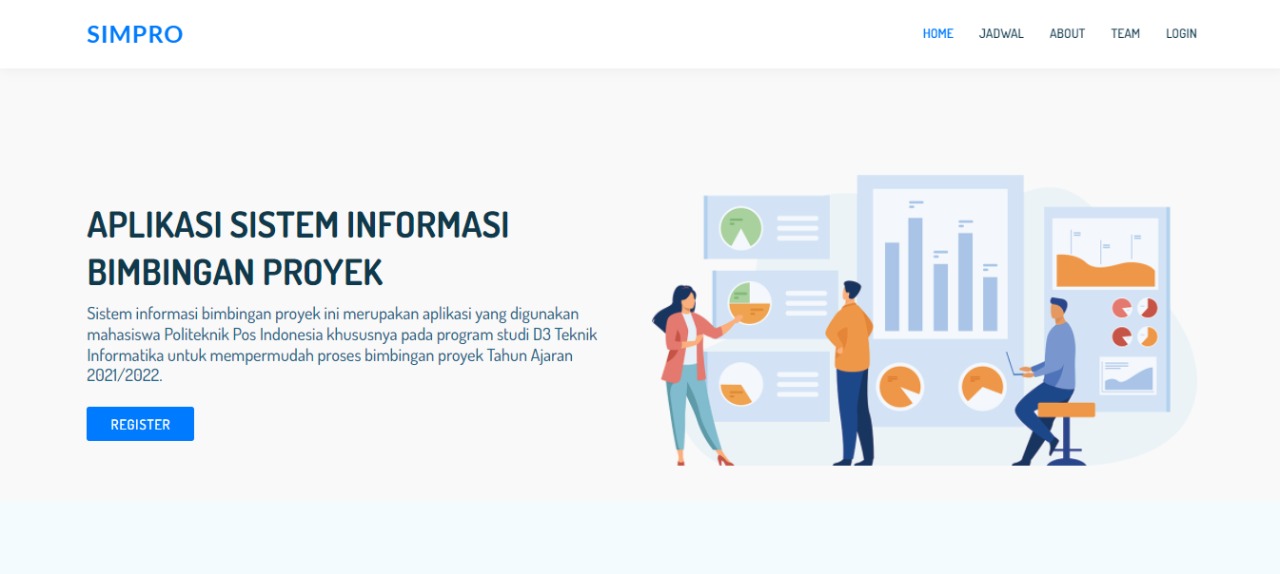 SIMPRO
HOME JADWAL ABOUT TEAM LOGIN
APLIKASI SISTEM INFORMASI
BIMBINGAN PROYEK
Sistem informasi bimbingan proyek ini merupakan aplikasi yang digunakan
mahasiswa Politeknik Pos Indonesia khususnya pada program studi D3 Teknik
Informatika untuk mempermudah proses bimbingan proyek Tahun Ajaran
2021/2022.
REGISTER